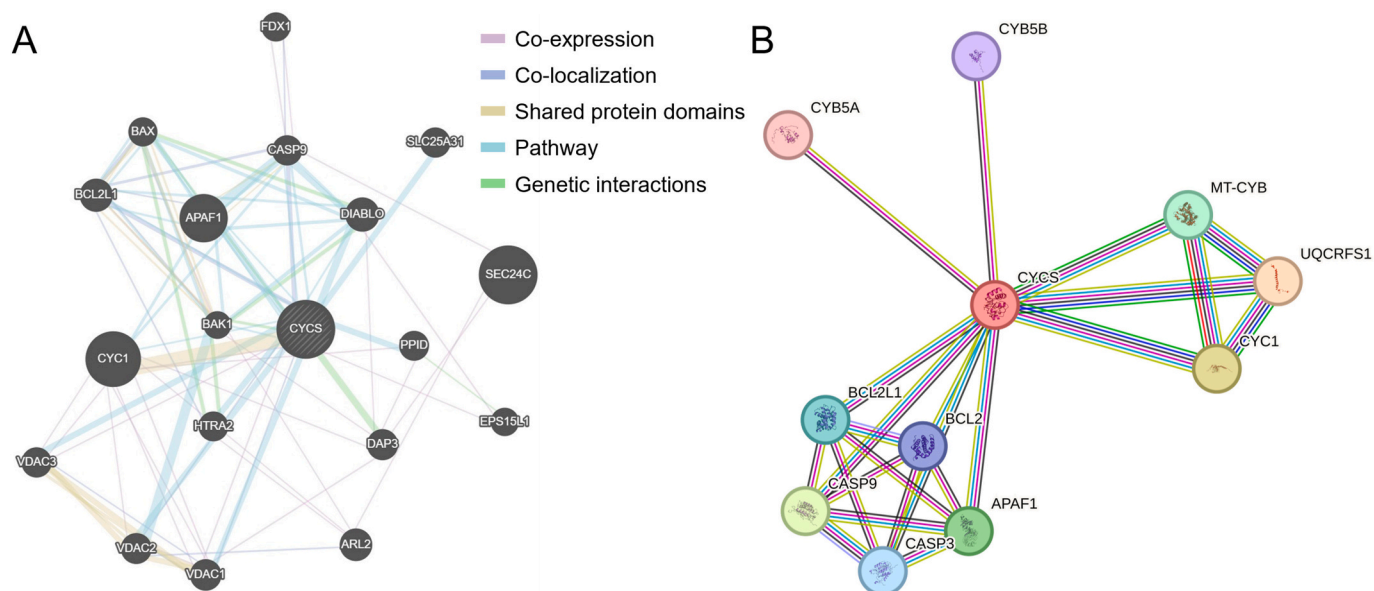 A
FDX1
Co-expression
Co-localization
Shared protein domains
Pathway
Genetic interactions
BAX
CASP9
SLC25A31
BCL2L1
APAF1
DIABLO
SEC24C
BAK1
CYCS
PPID
CYC1
HTRA2
DAP3
EPS15L1
VDAC3
VDAC2
VDAC1
ARL2
B
CYB5B
CYB5A
MT-CYB
UQCRFS1
CYCS
CYC1
BCL2L1
BCL2
CASP9
APAF1
CASP3